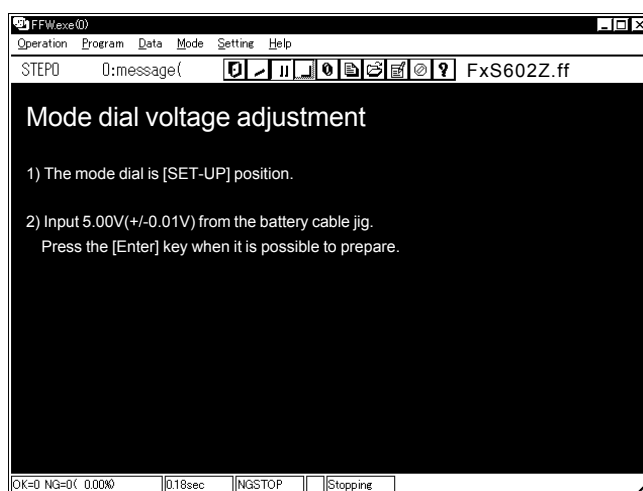 FFW.exe(0)
Operation Program Data Mode Setting Help
STEP0 0:message( FxS602Z.ff
Mode dial voltage adjustment
1) The mode dial is [SET-UP] position.
2) Input 5.00V(+/-0.01V) from the battery cable jig.
Press the [Enter] key when it is possible to prepare.
OK=0 NG=0( 0.00%) 0.18sec NGSTOP Stopping